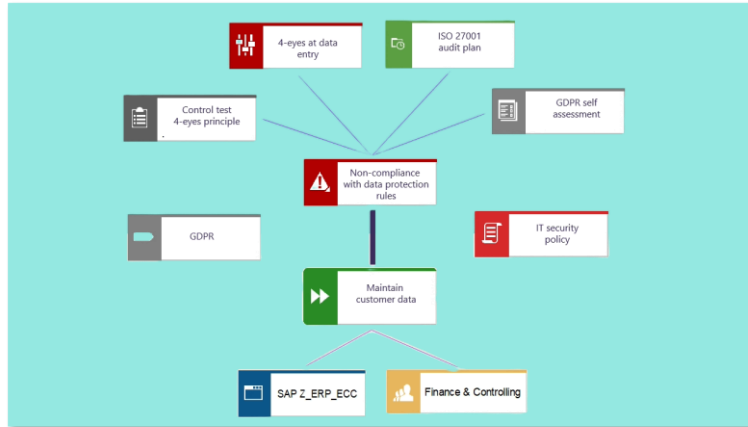 4-eyes at data
entry
ISO 27001
audit plan
Control test
4-eyes principle
GDPR self
assessment
Non-compliance
with data protection
rules
GDPR
IT security
policy
Maintain
customer data
SAP Z_ERP_ECC
Finance & Controlling